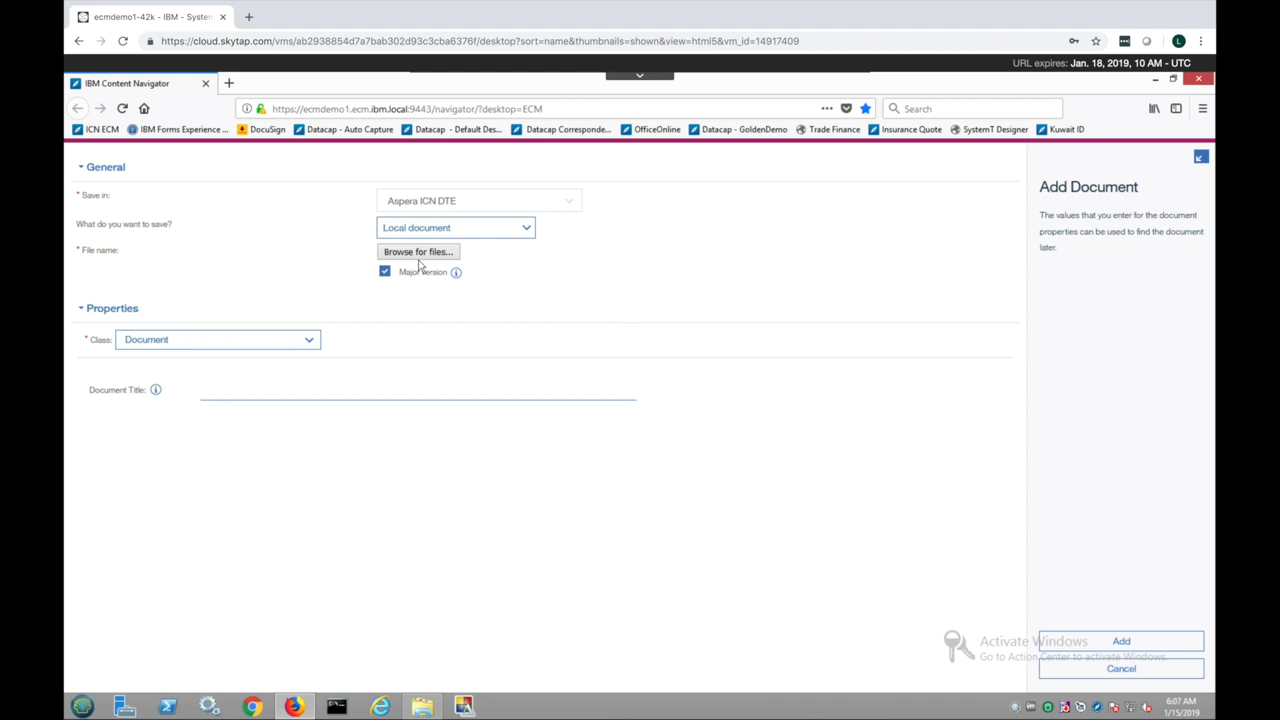 ecmdemo1-42k - IBM - System
https://cloud.skytap.com/vms/ab2938854d7a7bab302d93c3cba6376f/desktop?sort=name&thumbnails=shown&view=html5&vm_id=14917409
URL expires: Jan. 18, 2019, 10 AM - UTC
IBM Content Navigator
https://ecmdemo1.ecm.ibm.local:9443/navigator/?desktop=ECM
Search
ICN ECM IBM Forms Experience ... DocuSign Datacap - Auto Capture Datacap - Default Des... Datacap Corresponde... OfficeOnline Datacap - GoldenDemo Trade Finance Insurance Quote SystemT Designer Kuwait ID
General
* Save in: Aspera ICN DTE
What do you want to save? Local document
* File name: Browse for files...
Major version
Properties
* Class: Document
Document Title:
Add Document
The values that you enter for the document
properties can be used to find the document
later.
Activate Windows
Go to Action Center to activate Windows.
Add
Cancel
6:07 AM
1/15/2019